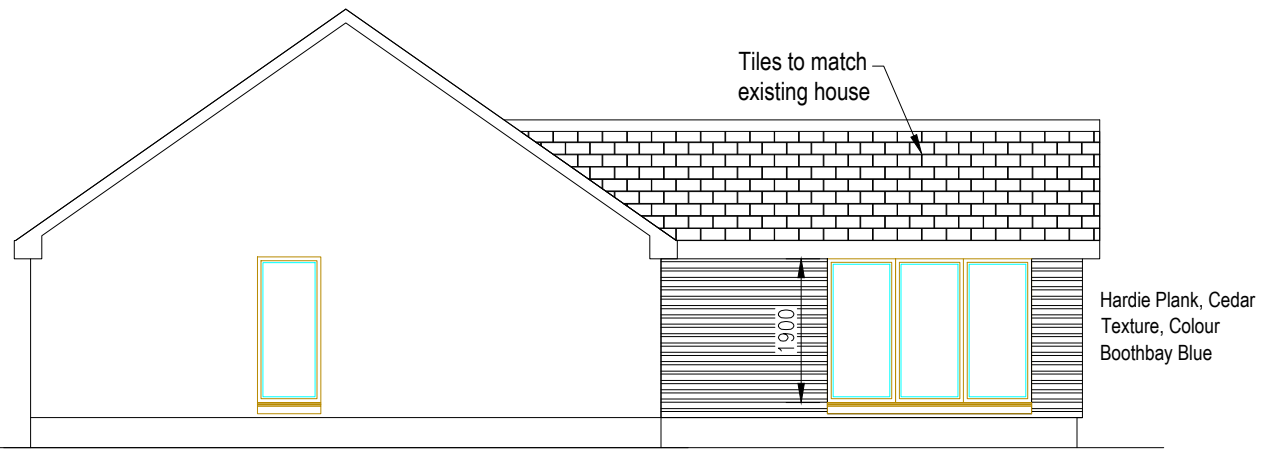 Tiles to match
existing house
1900
Hardie Plank, Cedar
Texture, Colour
Boothbay Blue